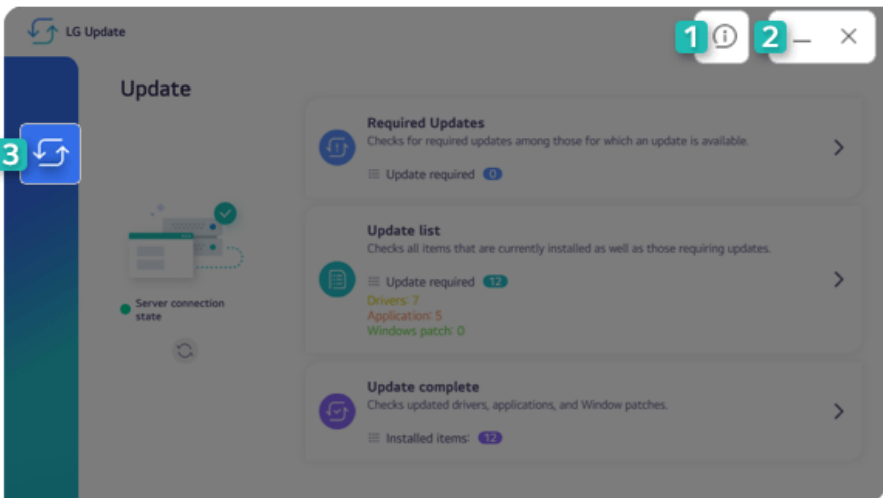 LG Update
1
2
Update
3
Required Updates
Checks for required updates among those for which an update is available.
Update required 0
Update list
Checks all items that are currently installed as well as those requiring updates.
Update required 12
Drivers: 7
Application: 5
Windows patch: 0
Server connection
state
Update complete
Checks updated drivers, applications, and Window patches.
Installed items: 12